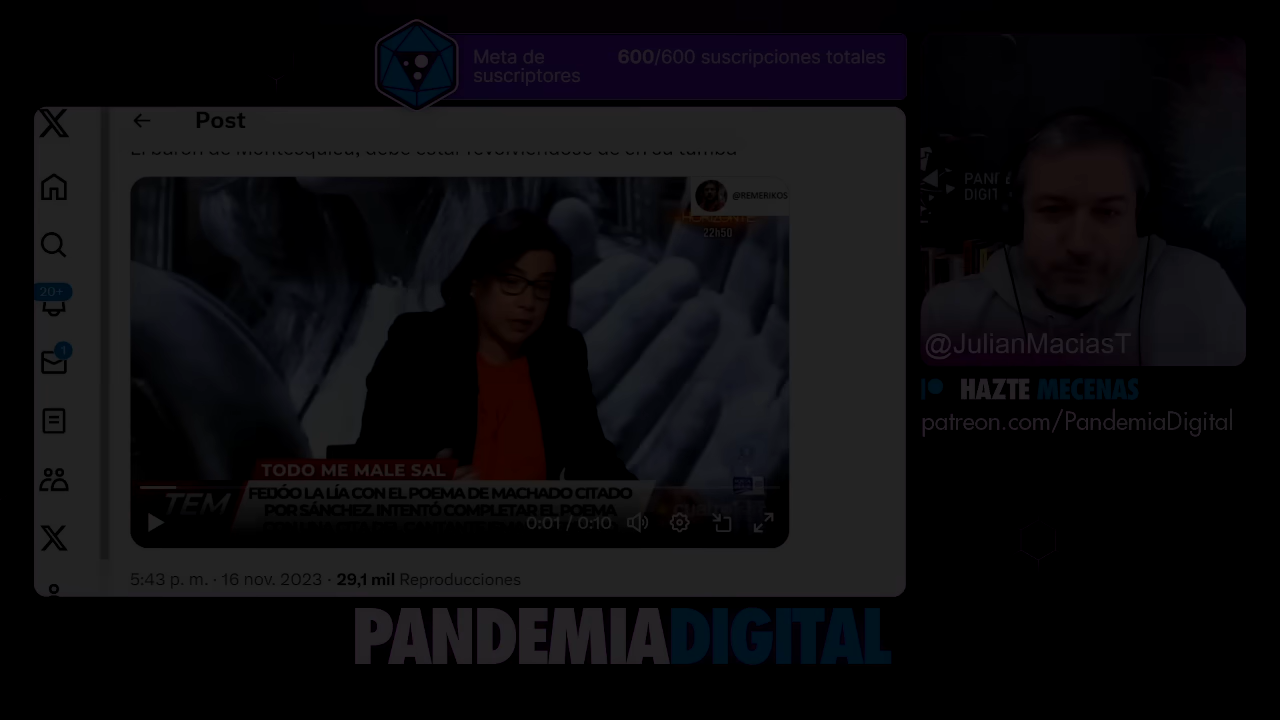 Meta de
suscriptores
600/600 suscripciones totales
Post
El barón de Montesquieu, debe estar revolviéndose de en su tumba
@REMERIKOS
22h50
20+
1
PANDE
DIGIT
@JulianMaciasT
HAZTE MECENAS
patreon.com/PandemiaDigital
TODO ME MALE SAL
TEM
FEIJÓO LA LÍA CON EL POEMA DE MACHADO CITADO
POR SÁNCHEZ. INTENTÓ COMPLETAR EL POEMA
0:01 / 0:10
5:43 p. m. · 16 nov. 2023 · 29,1 mil Reproducciones
PANDEMIADIGITAL